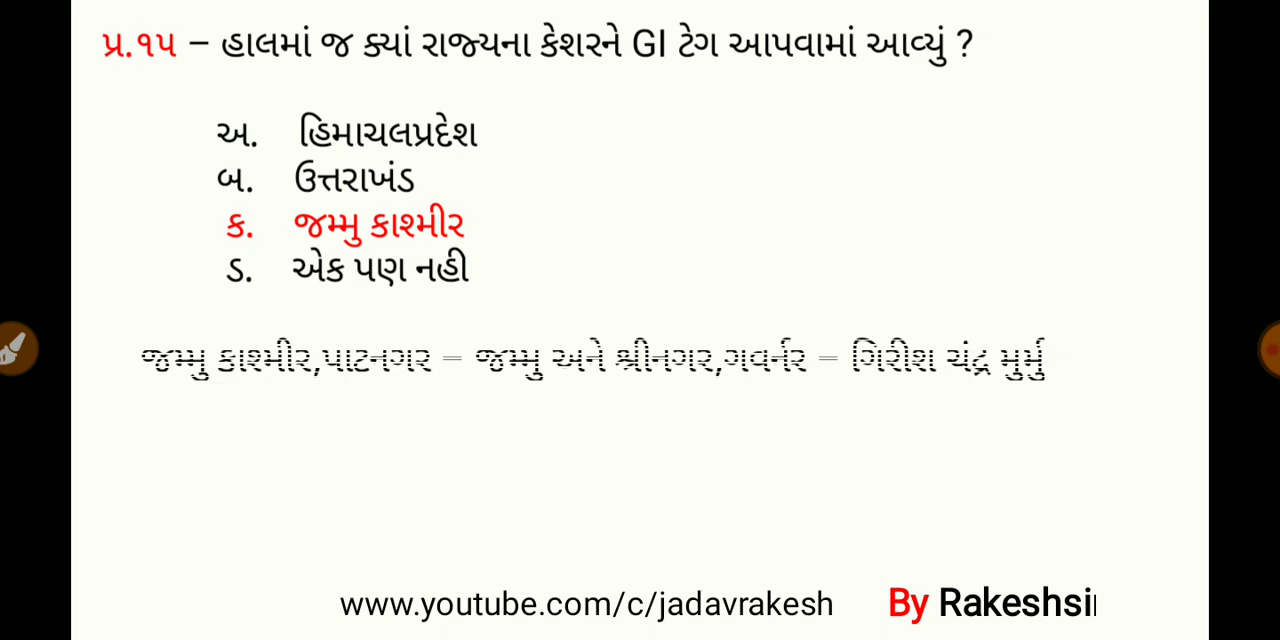 પ્ર.૧૫ – હાલમાં જ ક્યાં રાજ્યના કેશરને GI ટેગ આપવામાં આવ્યું ?
અ. હિમાચલપ્રદેશ
બ. ઉત્તરાખંડ
ક. જમ્મુ કાશ્મીર
ડ. એક પણ નહી
જમ્મુ કાશ્મીર,પાટનગર = જમ્મુ અને શ્રીનગર,ગવર્નર = ગિરીશ ચંદ્ર મુર્મુ
www.youtube.com/c/jadavrakesh By